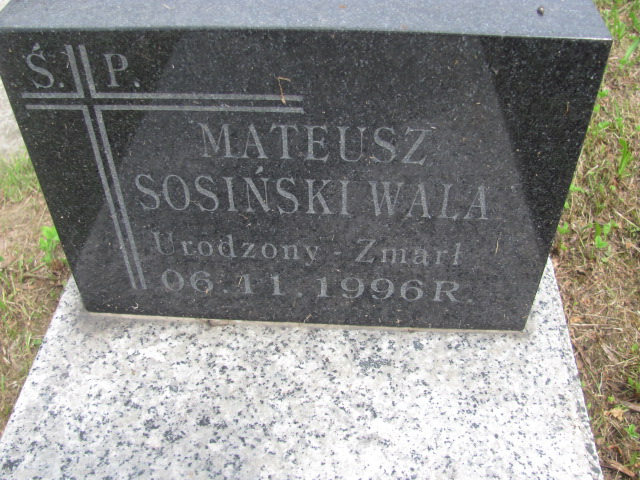 Ś. P.
MATEUSZ
SOSIŃSKI WALA
Urodzony - Zmarł
06.11.1996R.